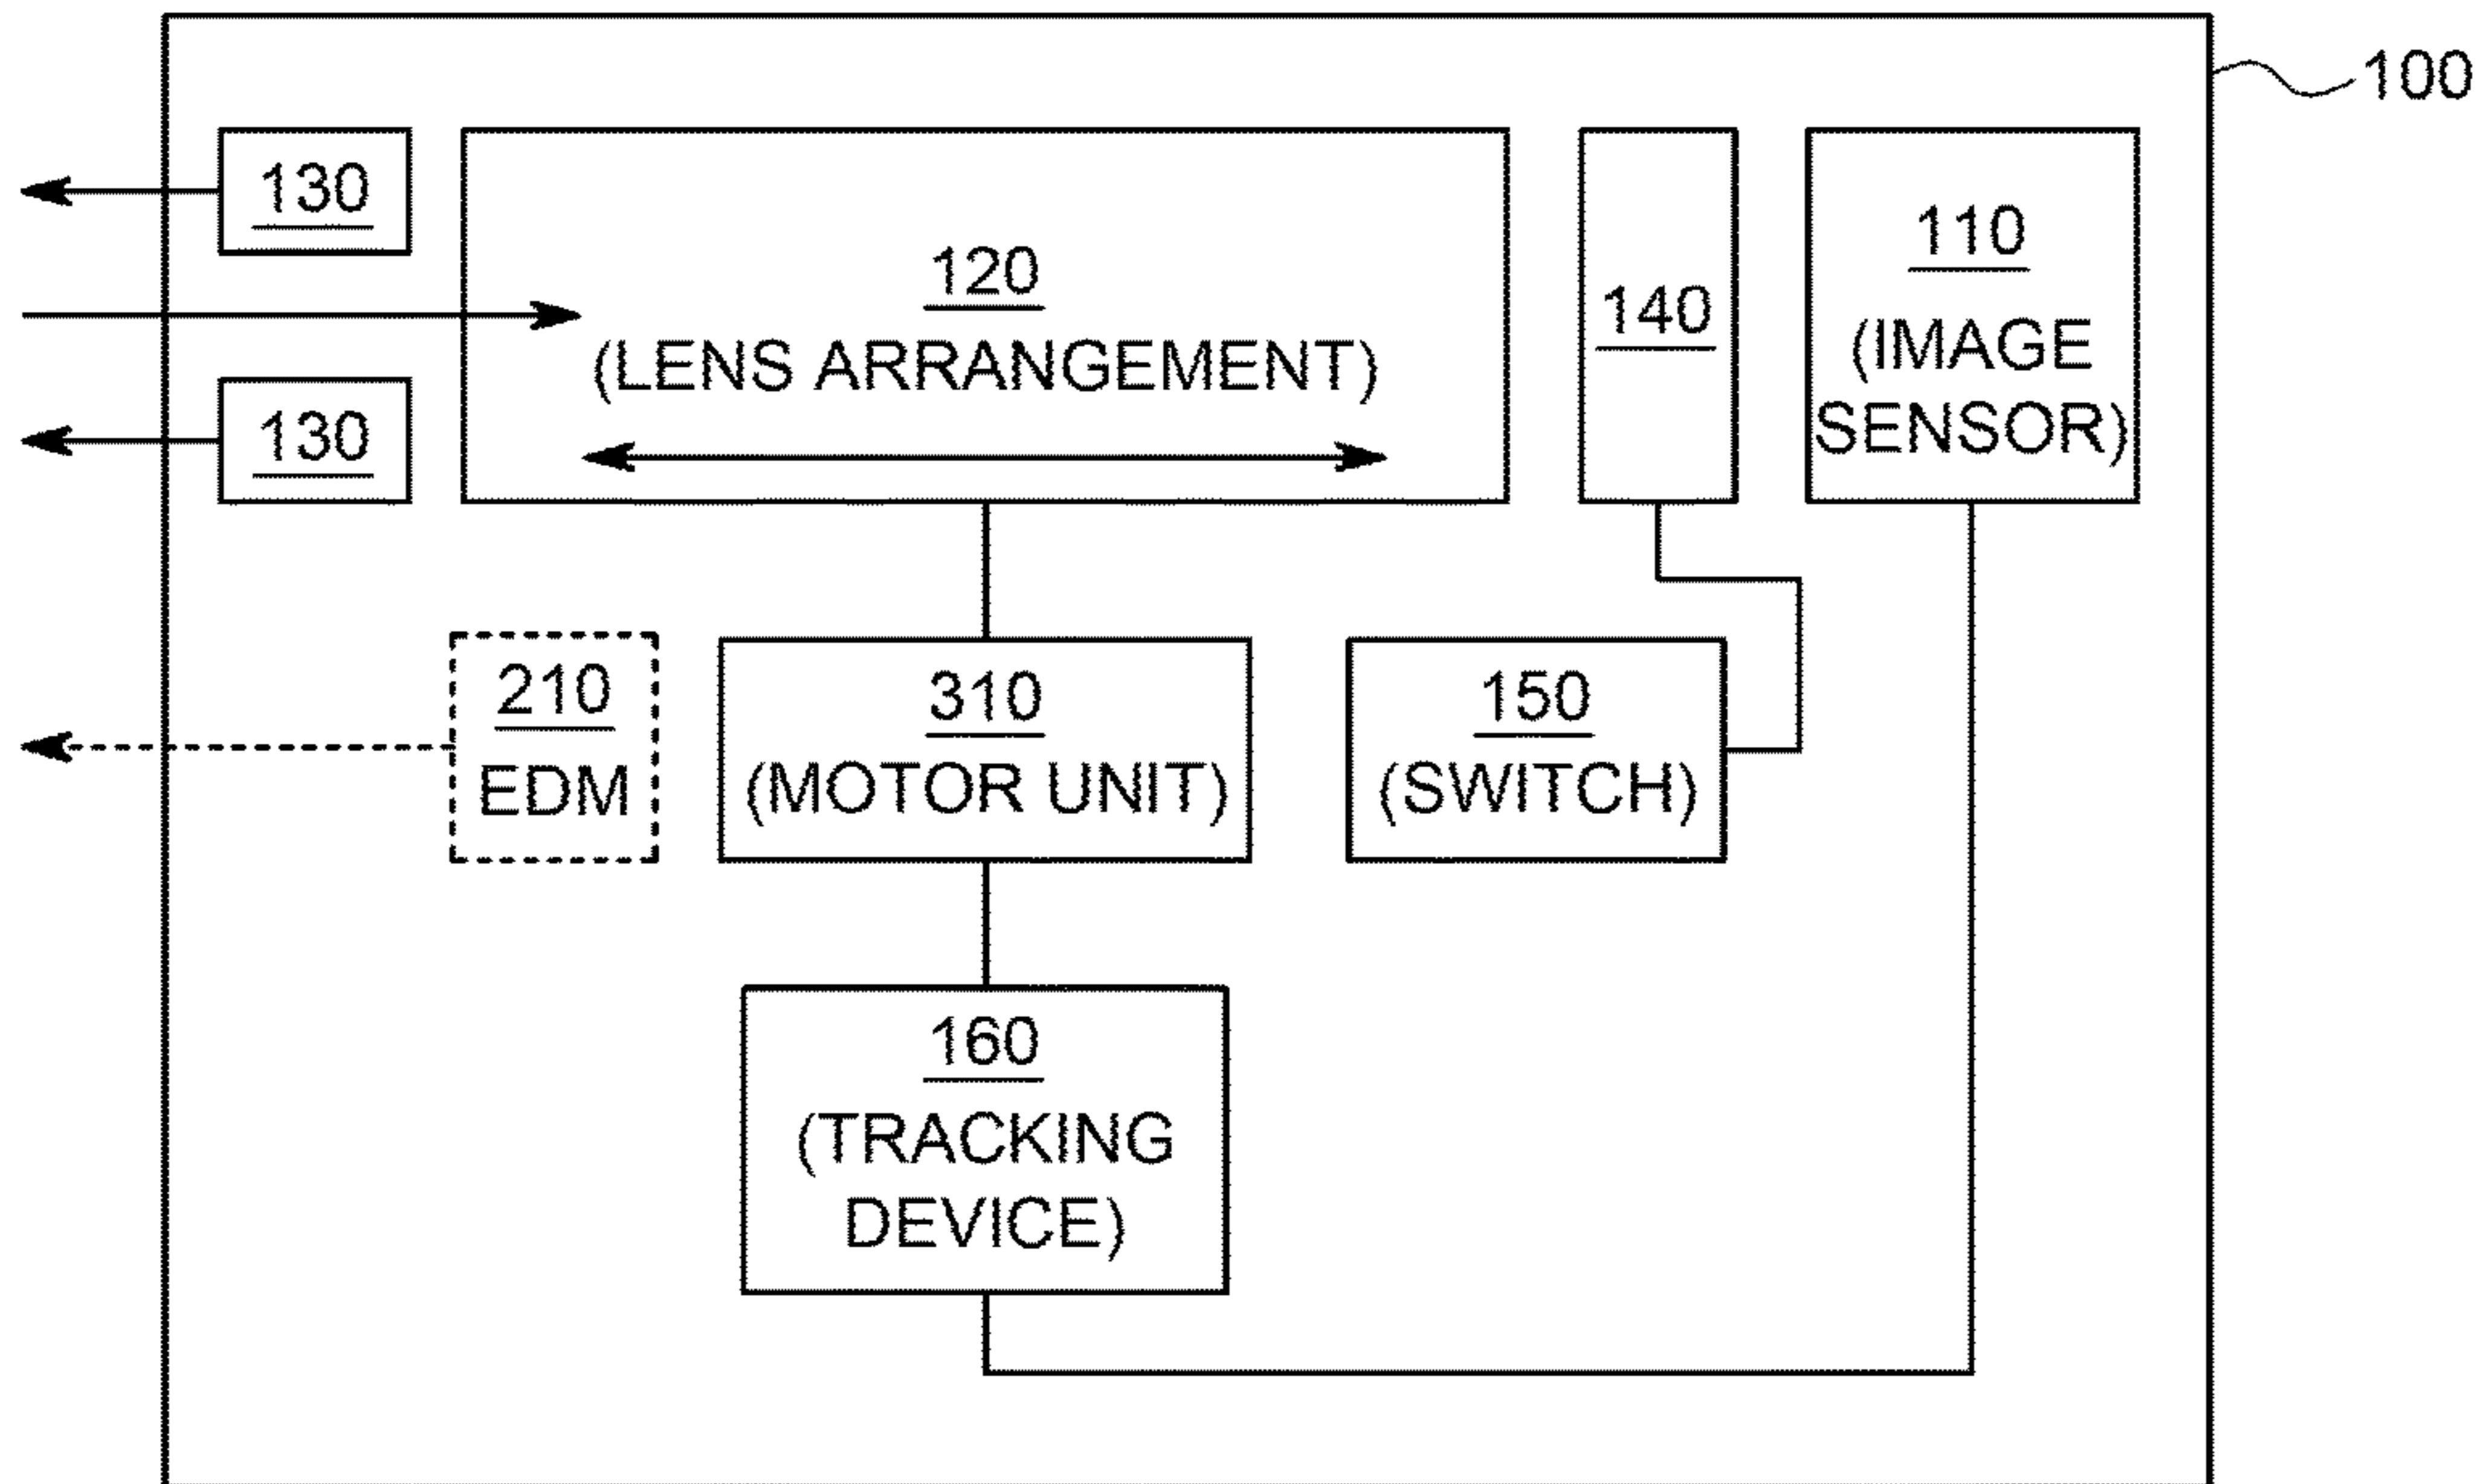 100
130
120
(LENS ARRANGEMENT)
130
140
110
(IMAGE
SENSOR)
210
EDM
310
(MOTOR UNIT)
150
(SWITCH)
160
(TRACKING
DEVICE)